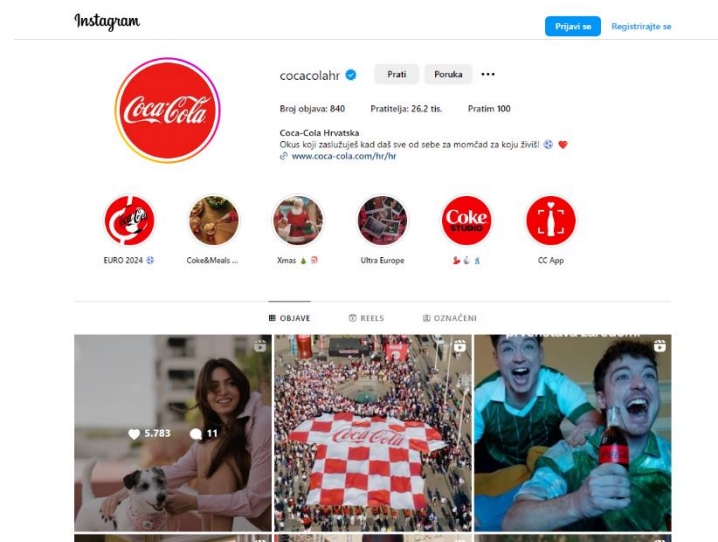 Instagram
Prijavi se
Registrirajte se
cocacolahr
Prati
Poruka
Broj objava: 840
Pratitelja: 26,2 tis.
Pratim 100
Coca-Cola Hrvatska
Okus koji zaslužuješ kad daš sve od sebe za momčad za koju živiš! ⚽ ❤️
www.coca-cola.com/hr/hr
Coca-Cola
Coke
STUDIO
EURO 2024 ⚽
Coke&Meals ...
Xmas 🎄 🎅
Ultra Europe
CC App
OBJAVE
REELS
OZNAČENI
5.783
11
Coca-Cola